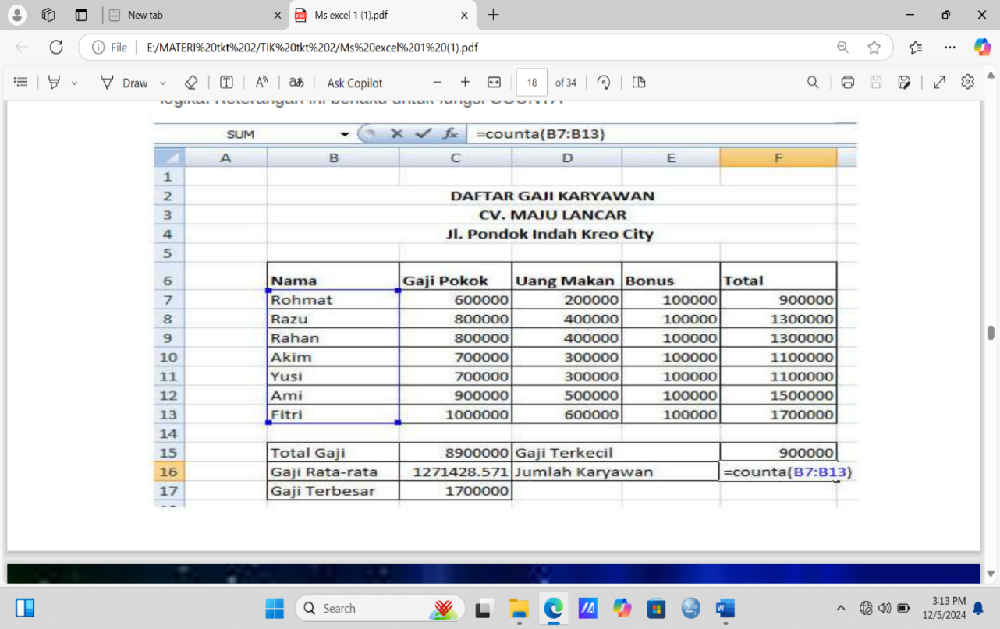 New tab
Ms excel 1 (1).pdf
File E:/MATERI%20tkt%202/TIK%20tkt%202/Ms%20excel%201%20(1).pdf
Draw Ask Copilot 18 of 34
logika. Keterangan ini berlaku untuk fungsi COUNTA
SUM =counta(B7:B13)
A B C D E F
1
2 DAFTAR GAJI KARYAWAN
3 CV. MAJU LANCAR
4 Jl. Pondok Indah Kreo City
5
6 Nama Gaji Pokok Uang Makan Bonus Total
7 Rohmat 600000 200000 100000 900000
8 Razu 800000 400000 100000 1300000
9 Rahan 800000 400000 100000 1300000
10 Akim 700000 300000 100000 1100000
11 Yusi 700000 300000 100000 1100000
12 Ami 900000 500000 100000 1500000
13 Fitri 1000000 600000 100000 1700000
14
15 Total Gaji 8900000 Gaji Terkecil 900000
16 Gaji Rata-rata 1271428.571 Jumlah Karyawan =counta(B7:B13)
17 Gaji Terbesar 1700000
Search
3:13 PM
12/5/2024